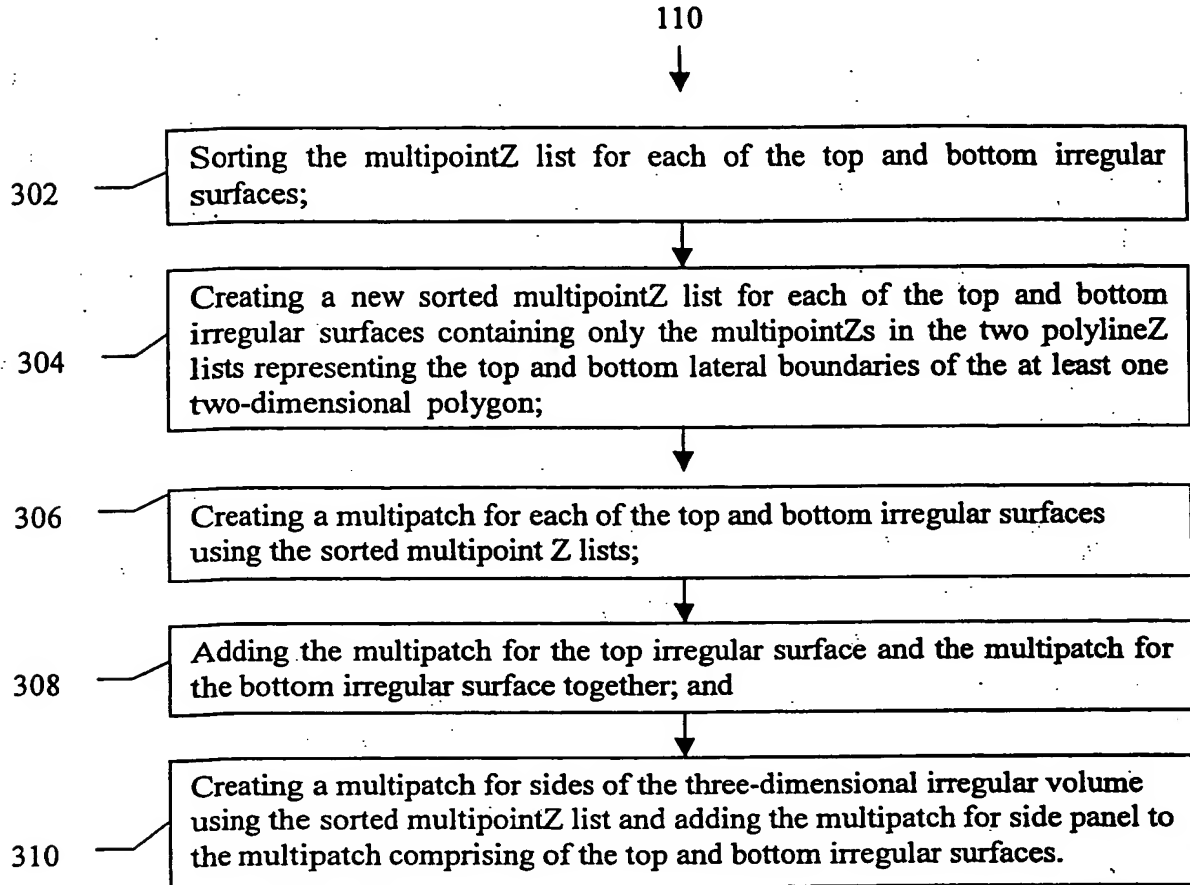 110
302
Sorting the multipointZ list for each of the top and bottom irregular
surfaces;
304
Creating a new sorted multipointZ list for each of the top and bottom
irregular surfaces containing only the multipointZs in the two polylineZ
lists representing the top and bottom lateral boundaries of the at least one
two-dimensional polygon;
306
Creating a multipatch for each of the top and bottom irregular surfaces
using the sorted multipoint Z lists;
308
Adding the multipatch for the top irregular surface and the multipatch for
the bottom irregular surface together; and
310
Creating a multipatch for sides of the three-dimensional irregular volume
using the sorted multipointZ list and adding the multipatch for side panel to
the multipatch comprising of the top and bottom irregular surfaces.